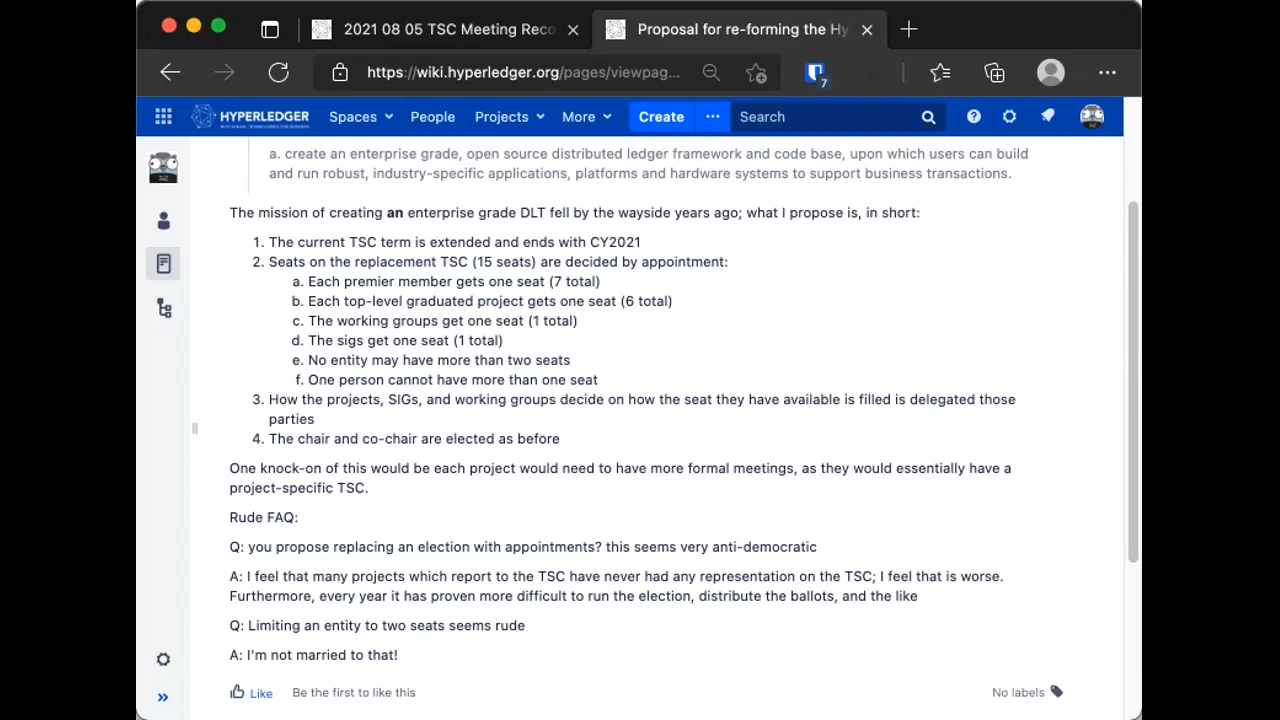 2021 08 05 TSC Meeting Reco
Proposal for re-forming the Hy
https://wiki.hyperledger.org/pages/viewpag...
7
HYPERLEDGER
Spaces
People
Projects
More
Create
Search
a. create an enterprise grade, open source distributed ledger framework and code base, upon which users can build
and run robust, industry-specific applications, platforms and hardware systems to support business transactions.
The mission of creating an enterprise grade DLT fell by the wayside years ago; what I propose is, in short:
1. The current TSC term is extended and ends with CY2021
2. Seats on the replacement TSC (15 seats) are decided by appointment:
a. Each premier member gets one seat (7 total)
b. Each top-level graduated project gets one seat (6 total)
c. The working groups get one seat (1 total)
d. The sigs get one seat (1 total)
e. No entity may have more than two seats
f. One person cannot have more than one seat
3. How the projects, SIGs, and working groups decide on how the seat they have available is filled is delegated those
parties
4. The chair and co-chair are elected as before
One knock-on of this would be each project would need to have more formal meetings, as they would essentially have a
project-specific TSC.
Rude FAQ:
Q: you propose replacing an election with appointments? this seems very anti-democratic
A: I feel that many projects which report to the TSC have never had any representation on the TSC; I feel that is worse.
Furthermore, every year it has proven more difficult to run the election, distribute the ballots, and the like
Q: Limiting an entity to two seats seems rude
A: I'm not married to that!
Like
Be the first to like this
No labels